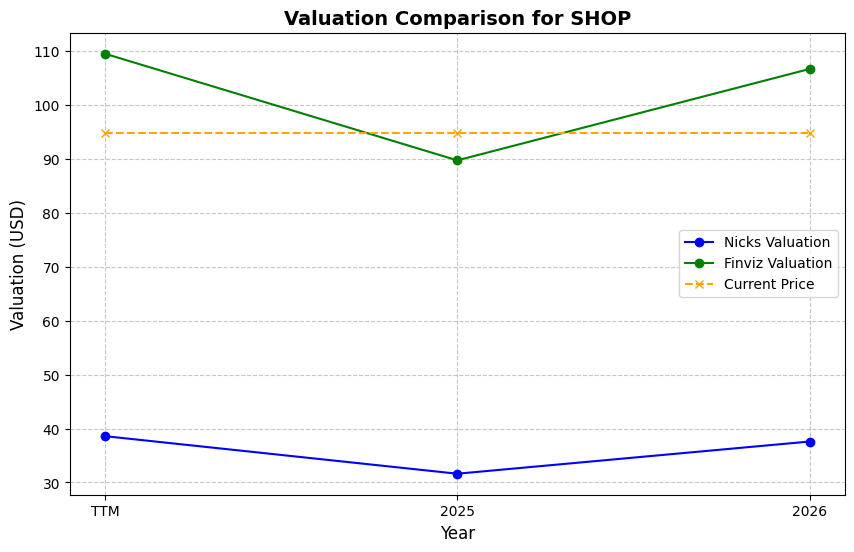 Valuation Comparison for SHOP
Valuation (USD)
110
100
90
80
70
60
50
40
30
Nicks Valuation
Finviz Valuation
Current Price
TTM
2025
2026
Year